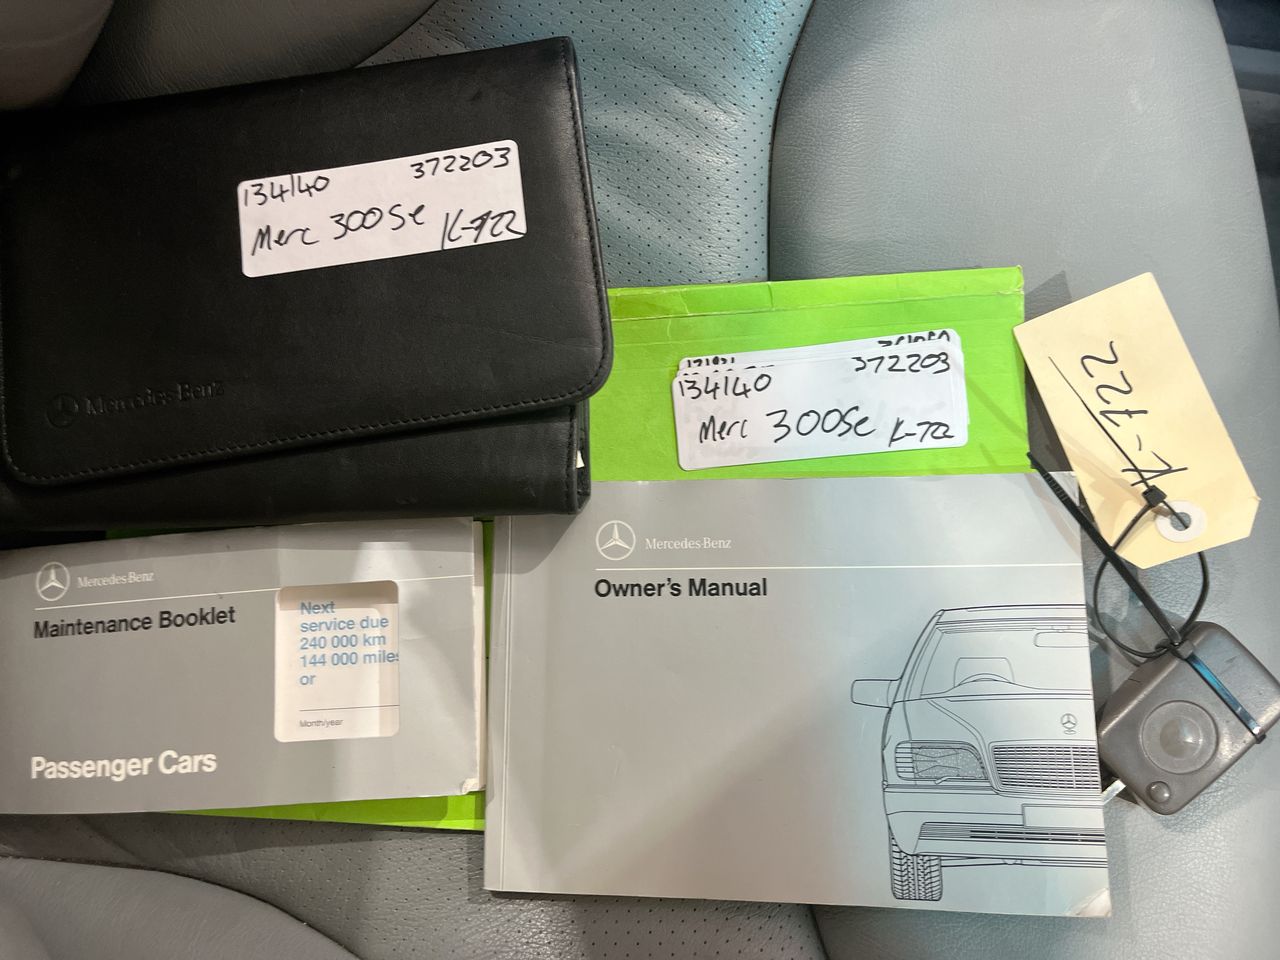 134140 372203
Merc 300Se K-722
Mercedes-Benz
372203
134140
Merc 300Se K-722
K-722
Mercedes-Benz
Maintenance Booklet
Next
service due
240 000 km
144 000 miles
or
Month/year
Passenger Cars
Mercedes-Benz
Owner's Manual